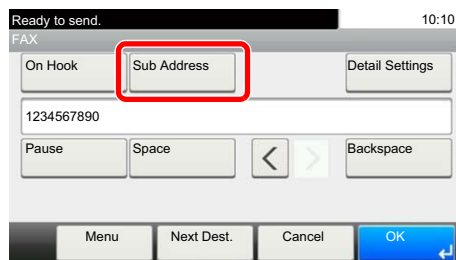 Ready to send. 10:10
FAX
On Hook Sub Address Detail Settings
1234567890
Pause Space < > Backspace
Menu Next Dest. Cancel OK